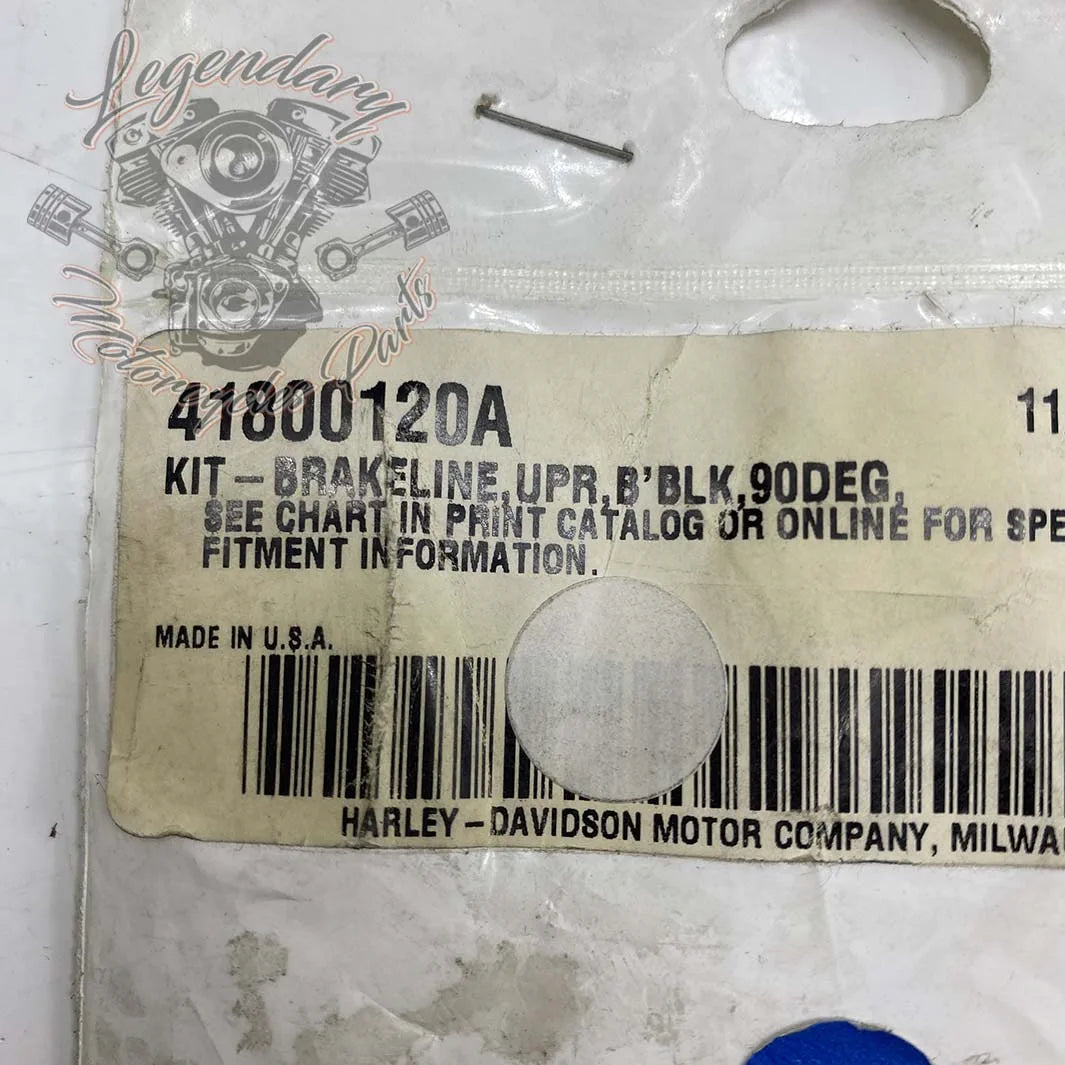 Legendary
Motorcycles Parts
41800120A 11
KIT-BRAKELINE,UPR,B'BLK,90DEG,
SEE CHART IN PRINT CATALOG OR ONLINE FOR SPE
FITMENT INFORMATION.
MADE IN U.S.A.
HARLEY-DAVIDSON MOTOR COMPANY, MILWA